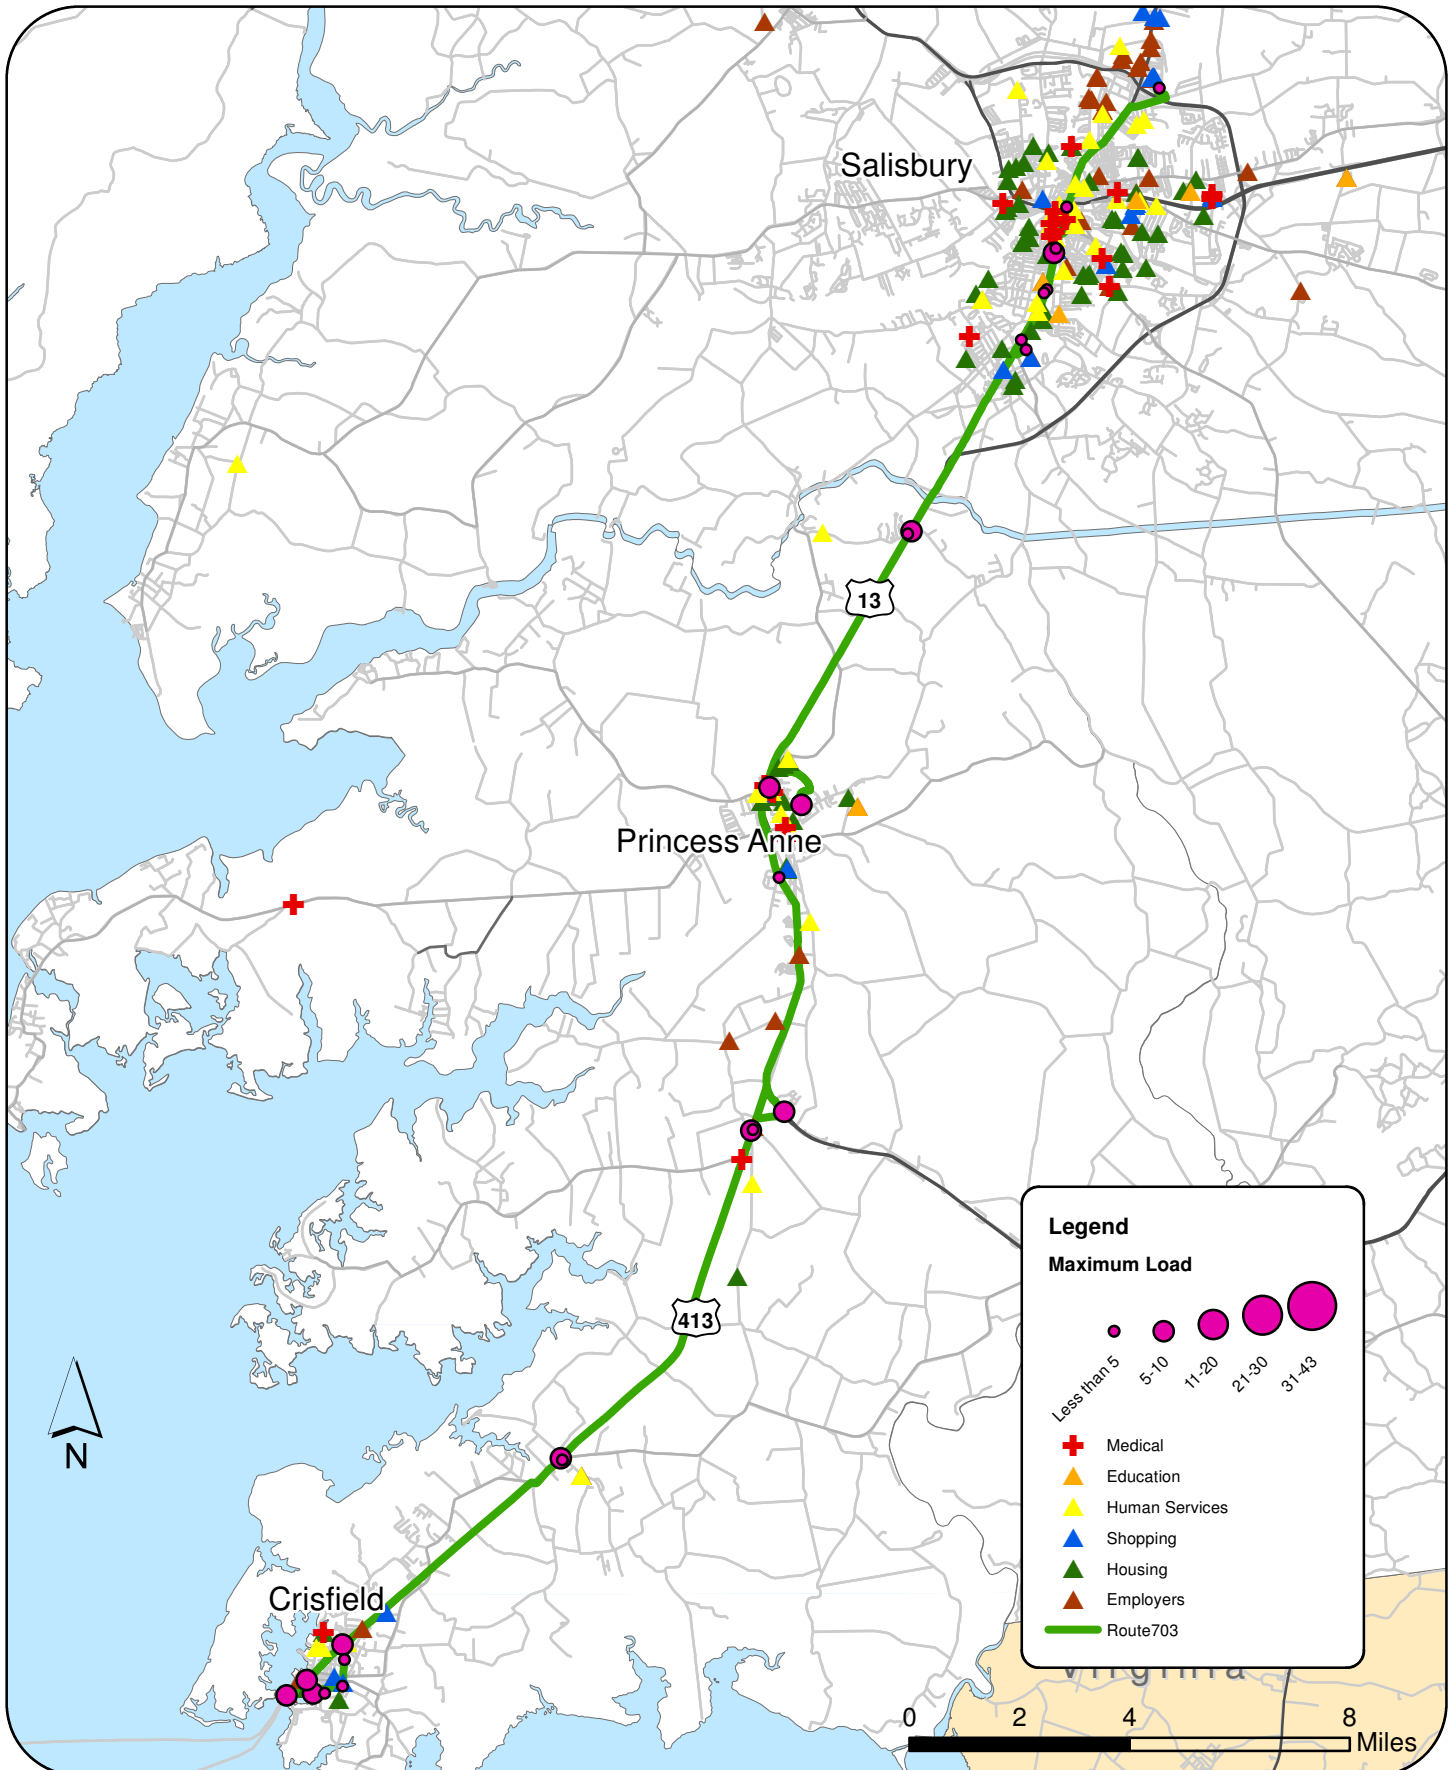 Salisbury
13
Princess Anne
413
Legend
Maximum Load
Less than 5
5-10
11-20
21-30
31-43
Medical
Education
Human Services
Shopping
Housing
Employers
Route703
N
Crisfield
Virginia
0 2 4 8
Miles